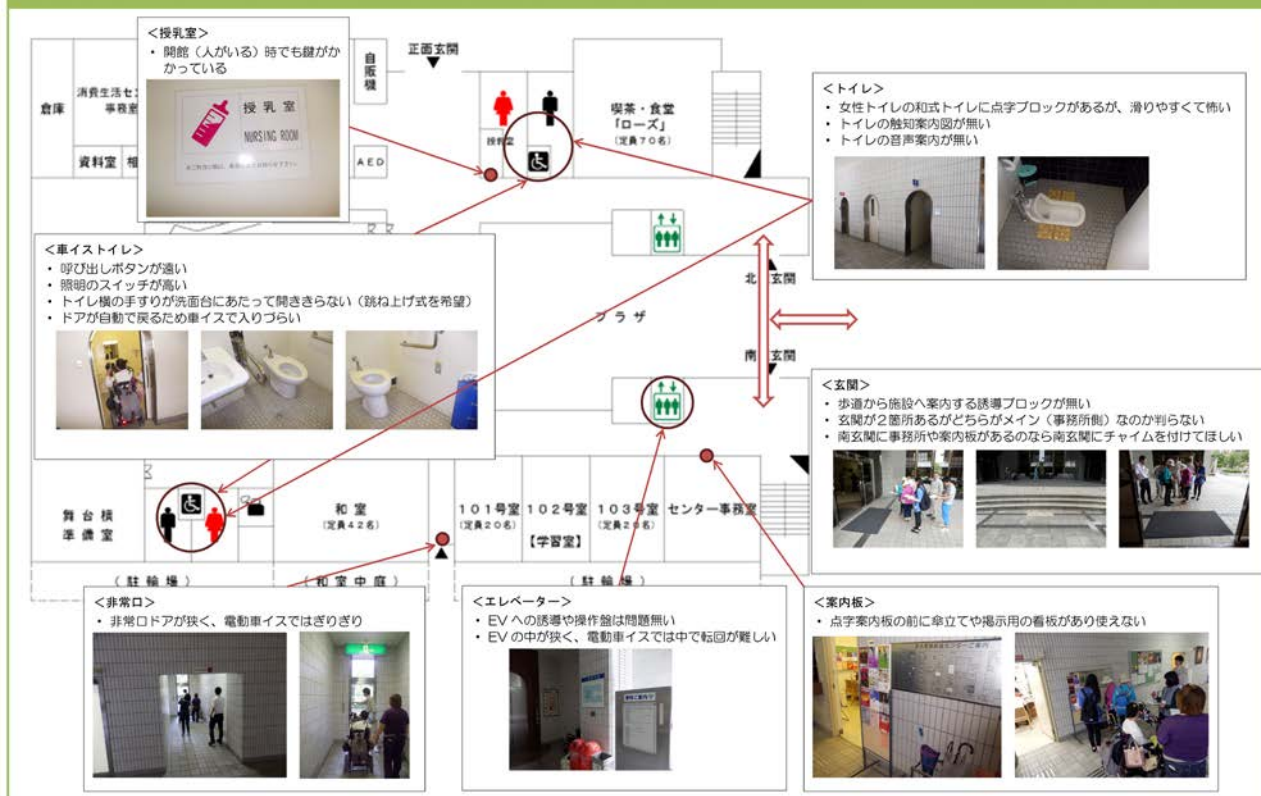 <授乳室>
・ 開館（人がいる）時でも鍵がか
かっている
授乳室
NURSING ROOM
倉庫
消費生活セン
事務室
資料室
相
自販機
AED
正面玄関
授乳室
喫茶・食堂
「ローズ」
（定員70名）
<トイレ>
・ 女性トイレの和式トイレに点字ブロックがあるが、滑りやすくて怖い
・ トイレの触知案内図が無い
・ トイレの音声案内が無い
<車イストイレ>
・ 呼び出しボタンが遠い
・ 照明のスイッチが高い
・ トイレ横の手すりが洗面台にあたって開ききらない（跳ね上げ式を希望）
・ ドアが自動で戻るため車イスで入りづらい
プラザ
北玄関
南玄関
<玄関>
・ 歩道から施設へ案内する誘導ブロックが無い
・ 玄関が2箇所あるがどちらがメイン（事務所側）なのか判らない
・ 南玄関に事務所や案内板があるのなら南玄関にチャイムを付けてほしい
舞台横
準備室
和室
（定員42名）
101号室
（定員20名）
102号室
【学習室】
103号室
（定員20名）
センター事務室
（駐輪場）
（和室中庭）
（駐輪場）
<非常口>
・ 非常口ドアが狭く、電動車イスではぎりぎり
<エレベーター>
・ EVへの誘導や操作盤は問題無い
・ EVの中が狭く、電動車イスでは中で転回が難しい
<案内板>
・ 点字案内板の前に傘立てや掲示用の看板があり使えない